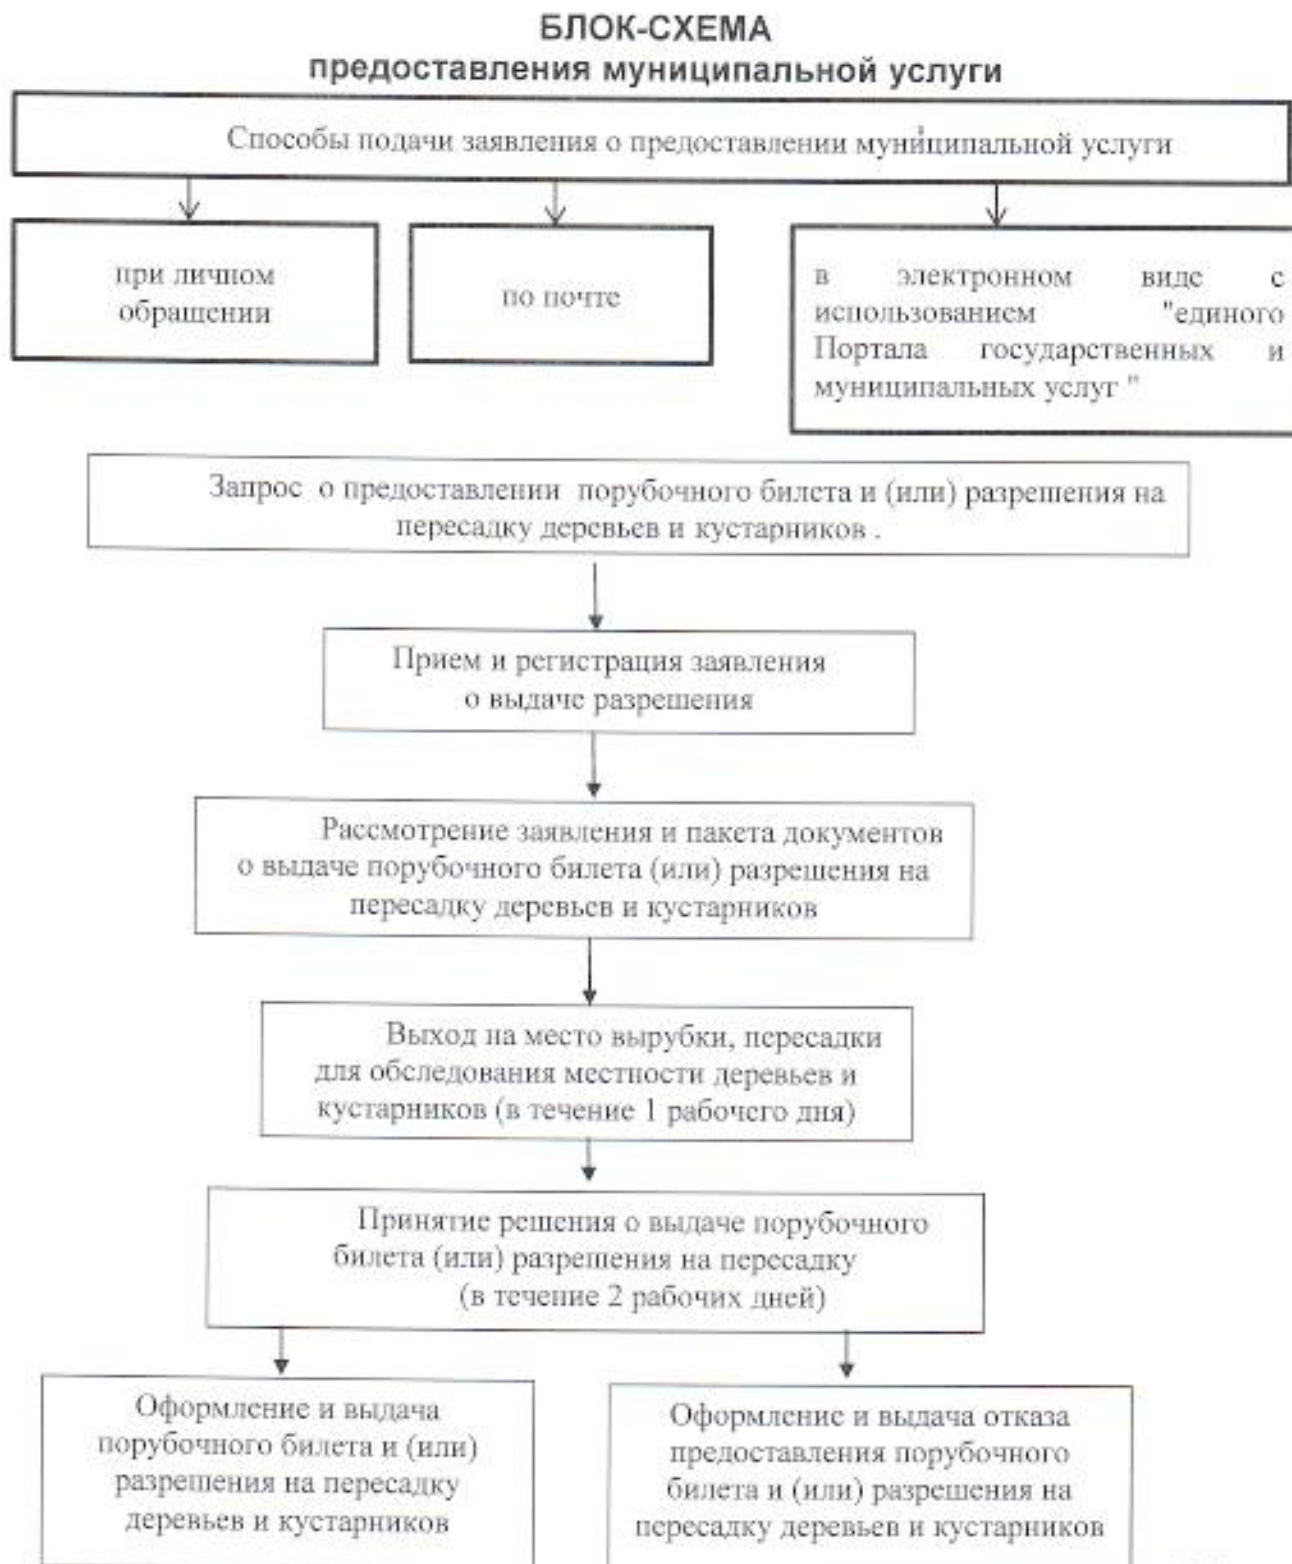 БЛОК-СХЕМА
предоставления муниципальной услуги
Способы подачи заявления о предоставлении муниципальной услуги
при личном
обращении
по почте
в электронном виде с
использованием "единого
Портала государственных и
муниципальных услуг "
Запрос о предоставлении порубочного билета и (или) разрешения на
пересадку деревьев и кустарников .
Прием и регистрация заявления
о выдаче разрешения
Рассмотрение заявления и пакета документов
о выдаче порубочного билета (или) разрешения на
пересадку деревьев и кустарников
Выход на место вырубки, пересадки
для обследования местности деревьев и
кустарников (в течение 1 рабочего дня)
Принятие решения о выдаче порубочного
билета (или) разрешения на пересадку
(в течение 2 рабочих дней)
Оформление и выдача
порубочного билета и (или)
разрешения на пересадку
деревьев и кустарников
Оформление и выдача отказа
предоставления порубочного
билета и (или) разрешения на
пересадку деревьев и кустарников